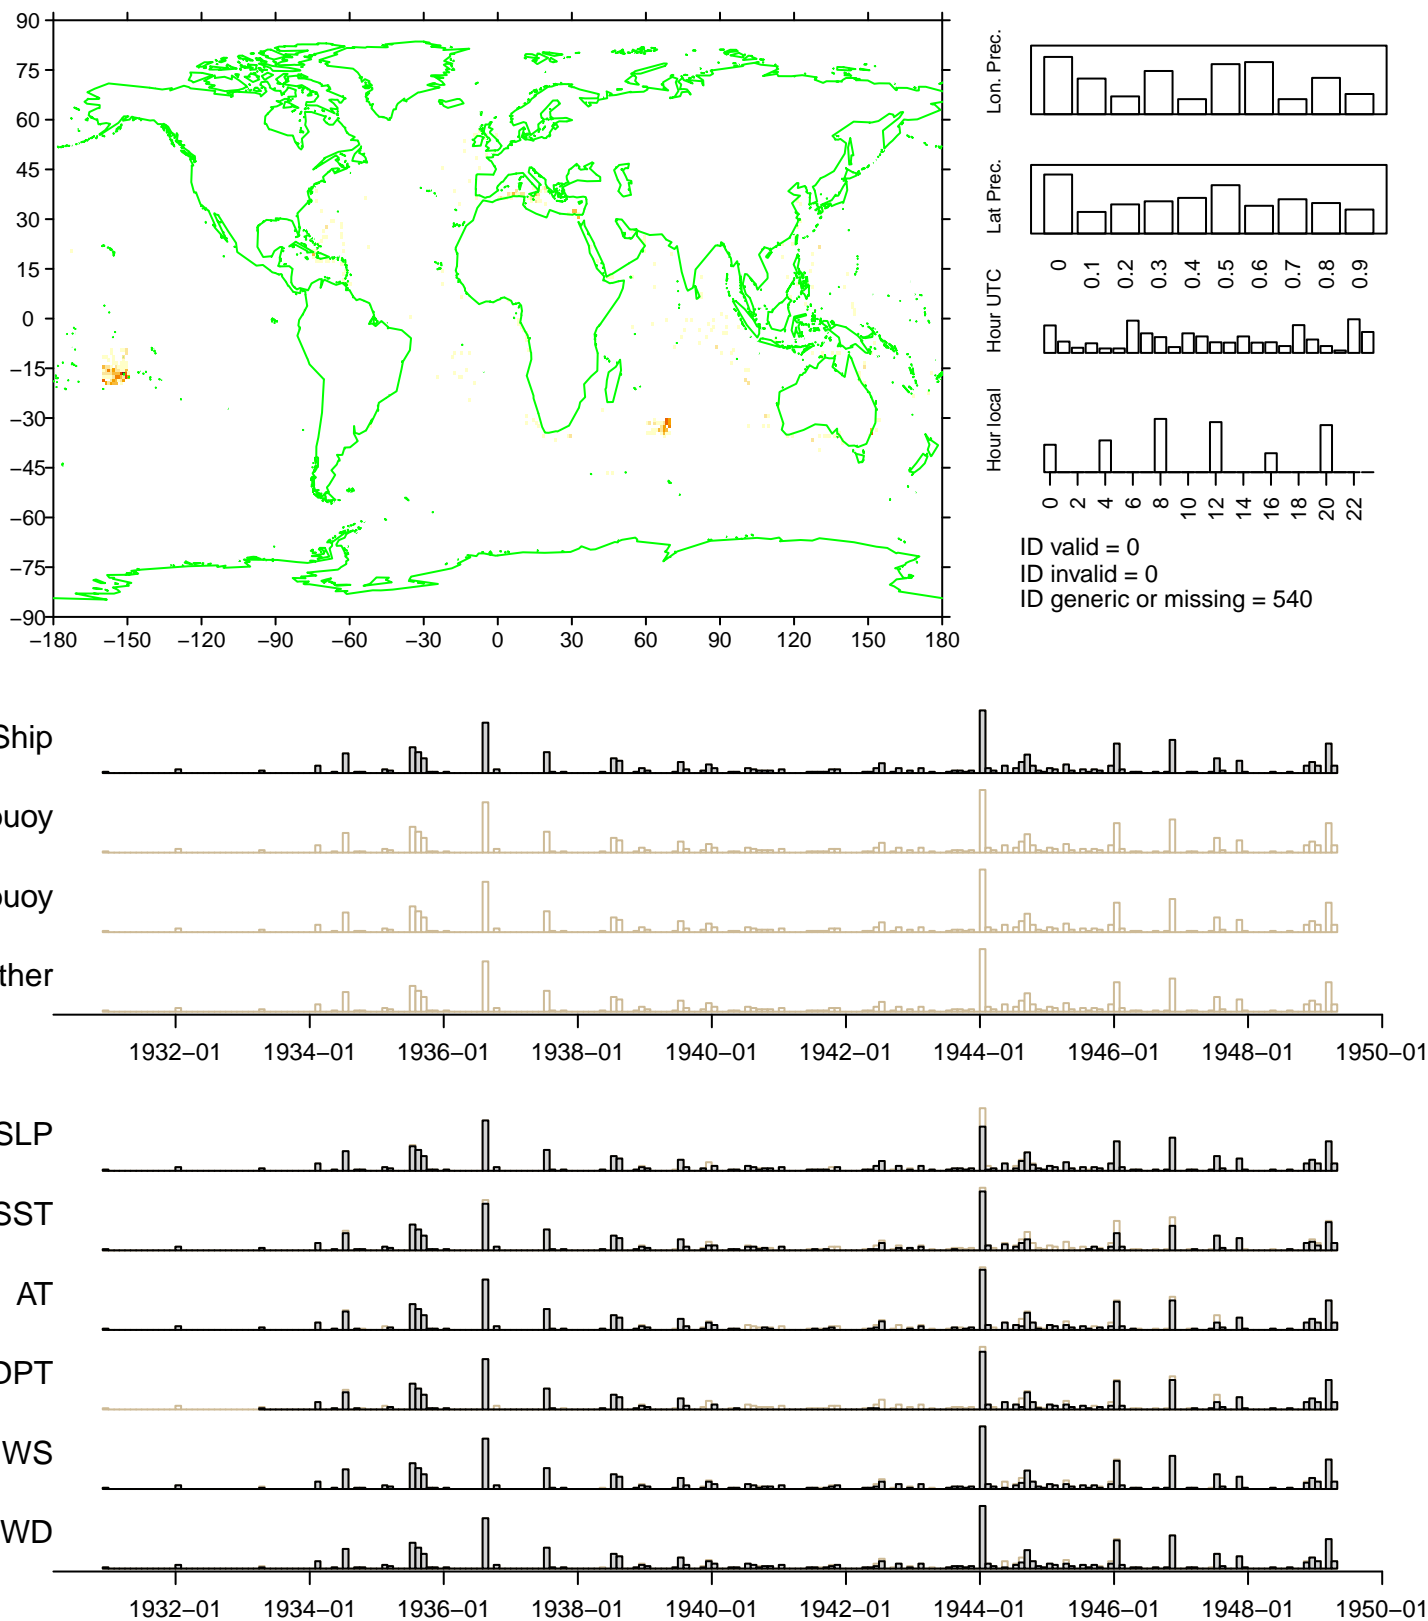 90
75
60
45
30
15
0
−15
−30
−45
−60
−75
−90
−180 −150 −120 −90 −60 −30 0 30 60 90 120 150 180
Lon. Prec.
Lat Prec.
0 0.1 0.2 0.3 0.4 0.5 0.6 0.7 0.8 0.9
Hour UTC
Hour local
0 2 4 6 8 10 12 14 16 18 20 22
ID valid = 0
ID invalid = 0
ID generic or missing = 540
Ship
buoy
buoy
ther
1932−01 1934−01 1936−01 1938−01 1940−01 1942−01 1944−01 1946−01 1948−01 1950−01
SLP
SST
AT
DPT
WS
WD
1932−01 1934−01 1936−01 1938−01 1940−01 1942−01 1944−01 1946−01 1948−01 1950−01